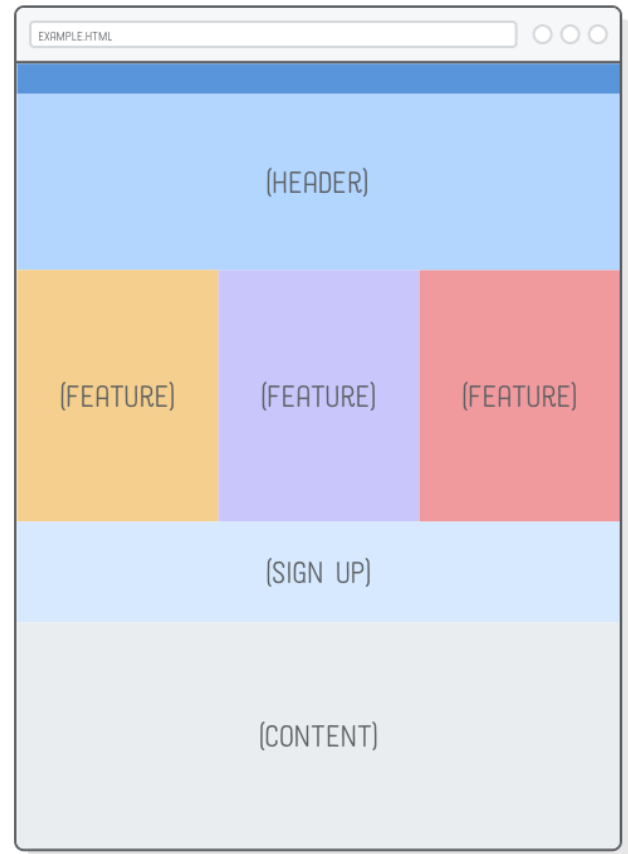 EXAMPLE.HTML
(HEADER)
(FEATURE) (FEATURE) (FEATURE)
(SIGN UP)
(CONTENT)